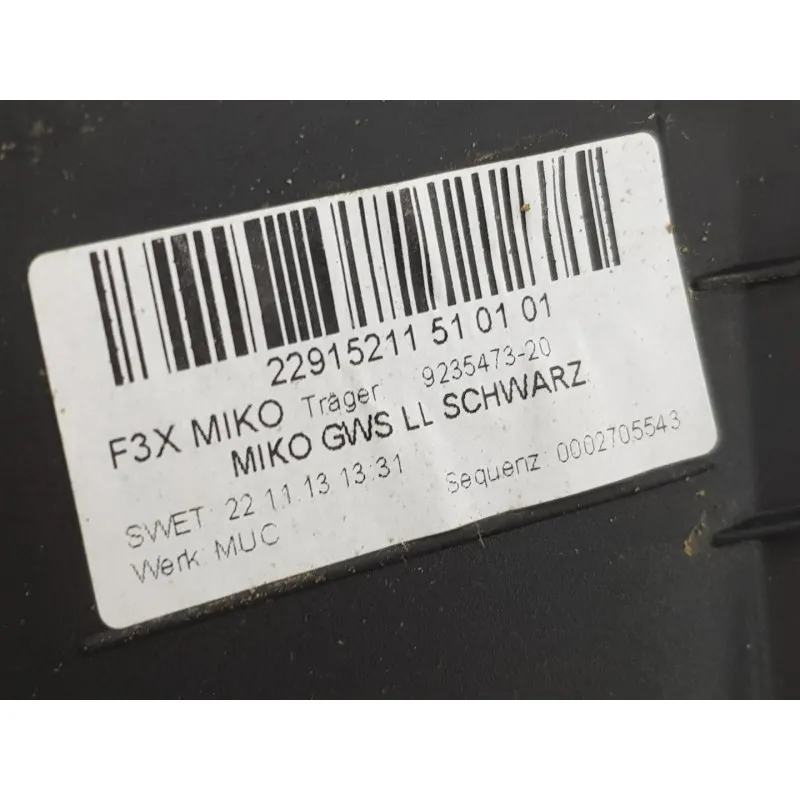 22915211 51 01 01
F3X MIKO Träger 9235473-20
MIKO GWS LL SCHWARZ
SWET: 22.11.13 13:31 Sequenz: 0002705543
Werk: MUC